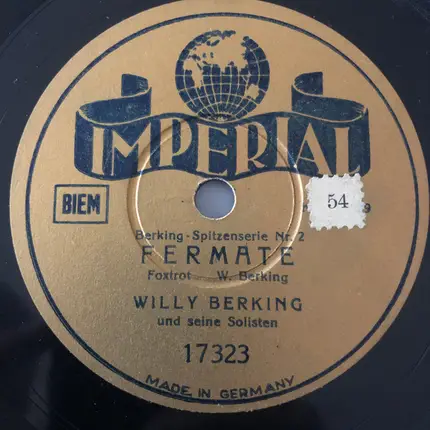 IMPERIAL
BIEM
54
9
Berking-Spitzenserie Nr. 2
FERMATE
Foxtrot W. Berking
WILLY BERKING
und seine Solisten
17323
MADE IN GERMANY